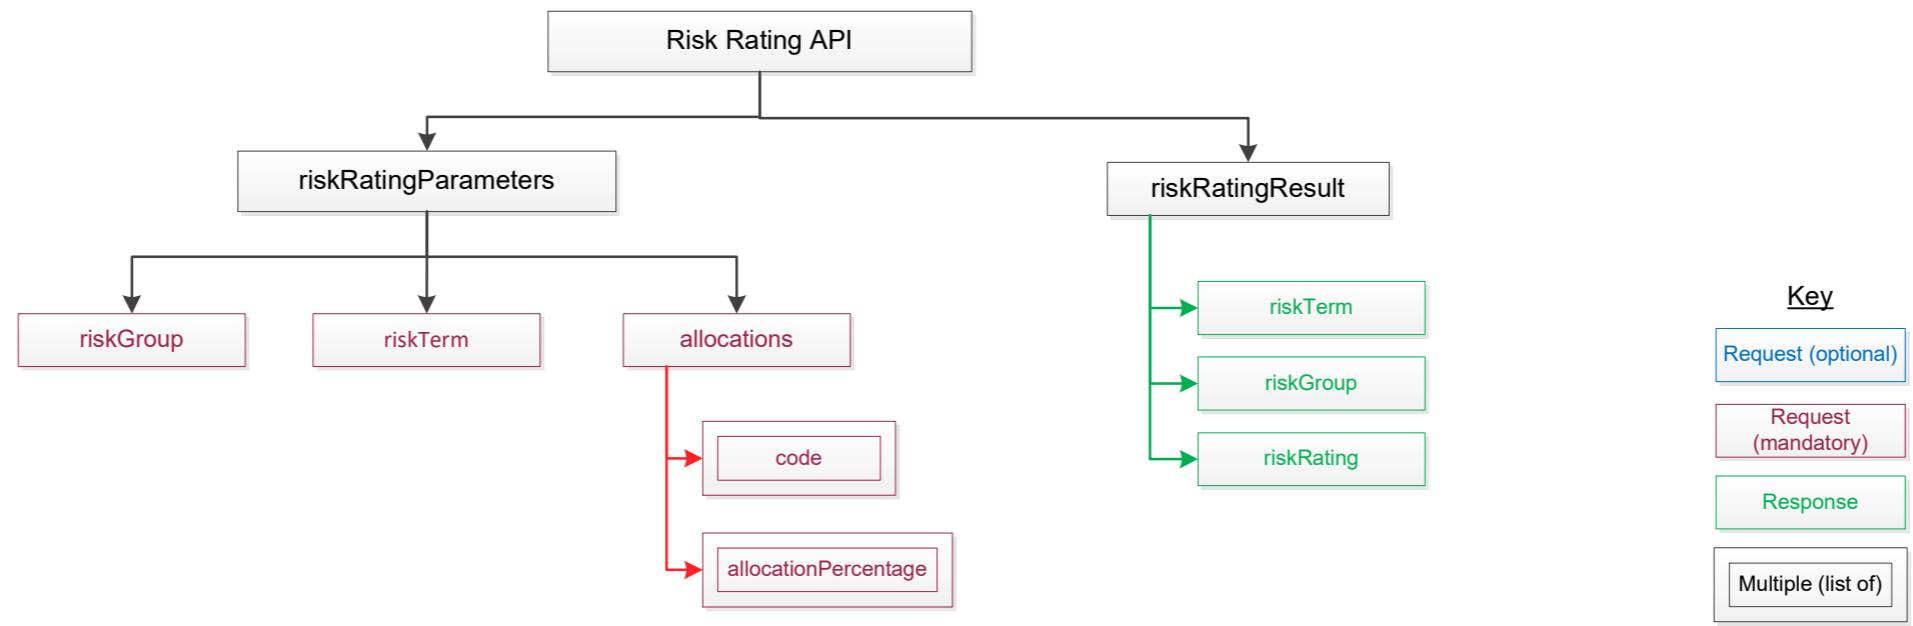 Risk Rating API
riskRatingParameters
riskRatingResult
riskGroup
riskTerm
allocations
code
allocationPercentage
riskTerm
riskGroup
riskRating
Key
Request (optional)
Request
(mandatory)
Response
Multiple (list of)